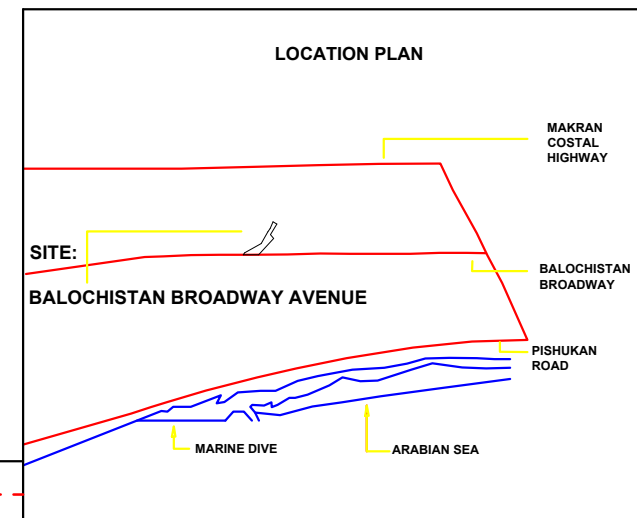 LOCATION PLAN
MAKRAN
COSTAL
HIGHWAY
SITE:
BALOCHISTAN BROADWAY AVENUE
BALOCHISTAN
BROADWAY
PISHUKAN
ROAD
MARINE DIVE
ARABIAN SEA